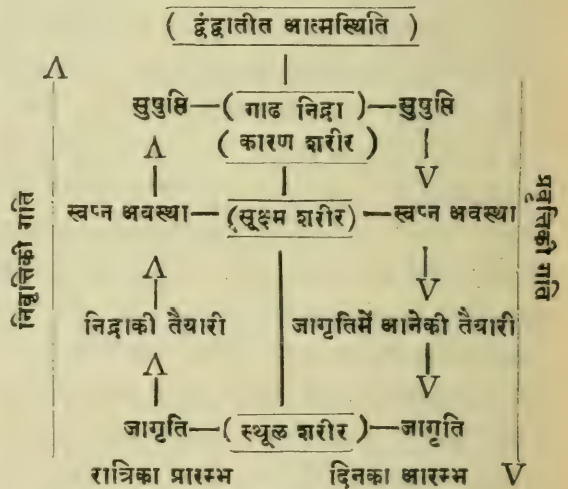 ( द्वंद्वातीत आत्मस्थिति )
सुषुप्ति—( गाढ निद्रा )—सुषुप्ति
( कारण शरीर )
स्वप्न अवस्था—(सूक्ष्म शरीर)—स्वप्न अवस्था
निवृत्तिकी गति
प्रवृत्तिकी गति
निद्राकी तैयारी जागृतिमें आनेकी तैयारी
जागृति—( स्थूल शरीर )—जागृति
रात्रिका प्रारम्भ दिनका आरम्भ